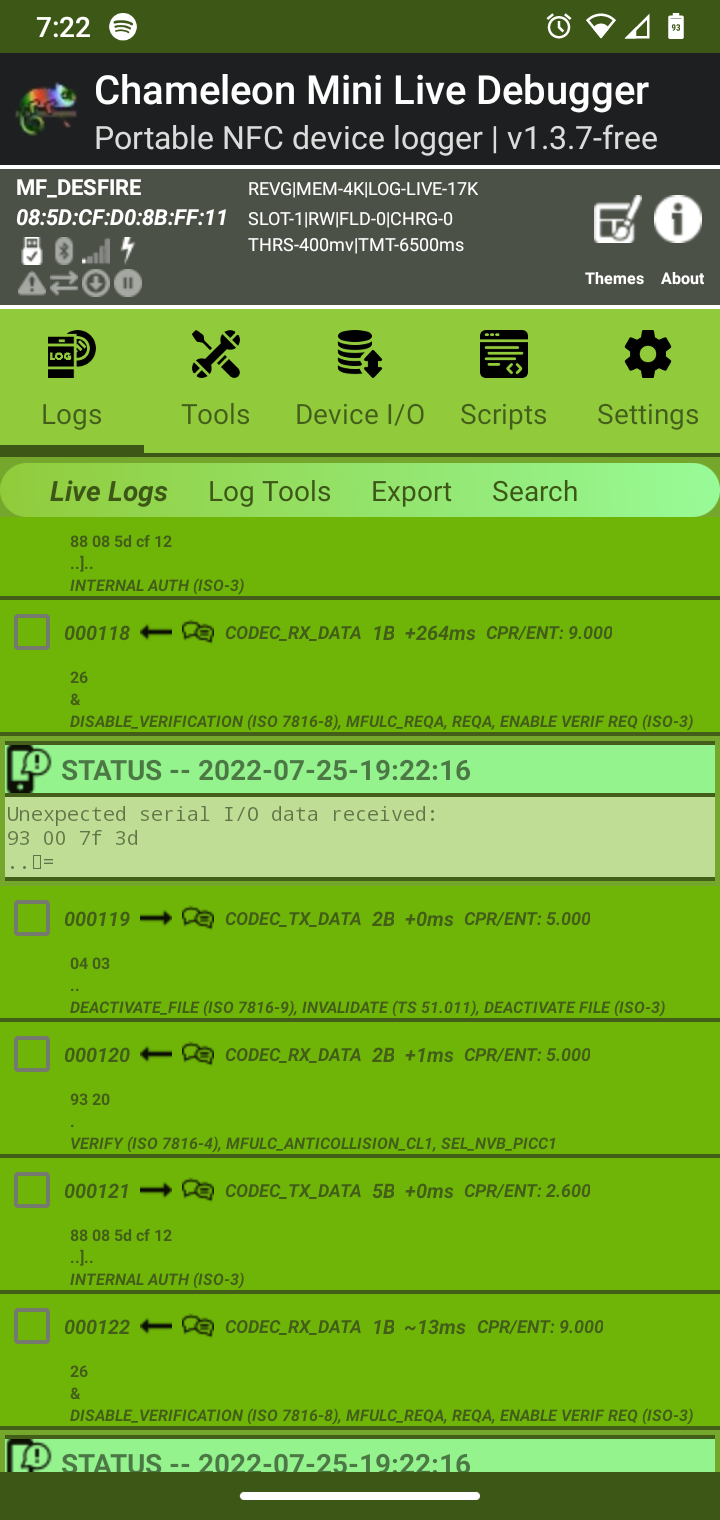 7:22
93
Chameleon Mini Live Debugger
Portable NFC device logger | v1.3.7-free
MF_DESFIRE
08:5D:CF:D0:8B:FF:11
REVG|MEM-4K|LOG-LIVE-17K
SLOT-1|RW|FLD-0|CHRG-0
THRS-400mv|TMT-6500ms
Themes
About
LOG
Logs
Tools
Device I/O
Scripts
Settings
Live Logs
Log Tools
Export
Search
88 08 5d cf 12
..]..
INTERNAL AUTH (ISO-3)
000118 CODEC_RX_DATA 1B +264ms CPR/ENT: 9.000
26
&
DISABLE_VERIFICATION (ISO 7816-8), MFULC_REQA, REQA, ENABLE VERIF REQ (ISO-3)
STATUS -- 2022-07-25-19:22:16
Unexpected serial I/O data received:
93 00 7f 3d
..▯=
000119 CODEC_TX_DATA 2B +0ms CPR/ENT: 5.000
04 03
..
DEACTIVATE_FILE (ISO 7816-9), INVALIDATE (TS 51.011), DEACTIVATE FILE (ISO-3)
000120 CODEC_RX_DATA 2B +1ms CPR/ENT: 5.000
93 20
.
VERIFY (ISO 7816-4), MFULC_ANTICOLLISION_CL1, SEL_NVB_PICC1
000121 CODEC_TX_DATA 5B +0ms CPR/ENT: 2.600
88 08 5d cf 12
..]..
INTERNAL AUTH (ISO-3)
000122 CODEC_RX_DATA 1B ~13ms CPR/ENT: 9.000
26
&
DISABLE_VERIFICATION (ISO 7816-8), MFULC_REQA, REQA, ENABLE VERIF REQ (ISO-3)
STATUS -- 2022-07-25-19:22:16